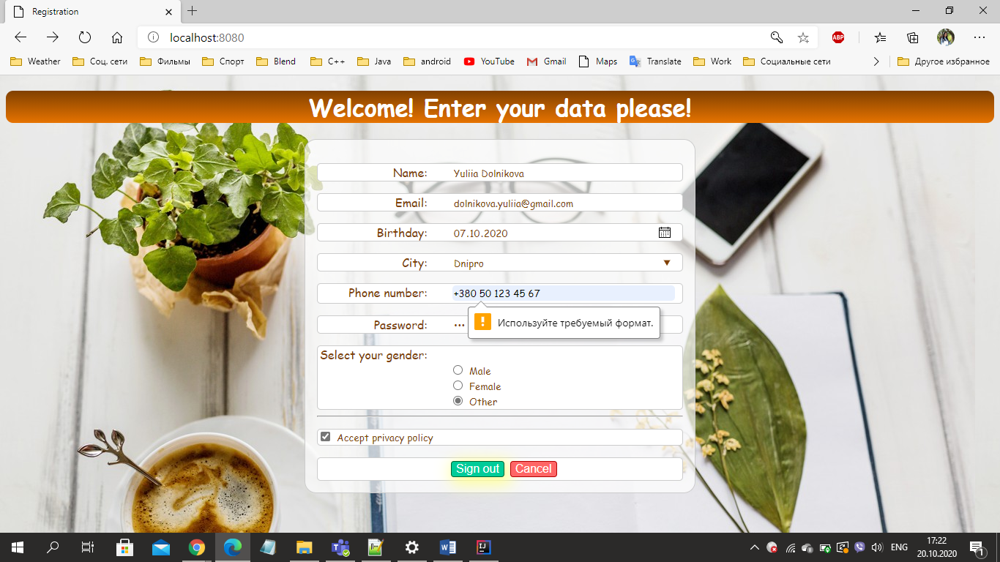 Registration
localhost:8080
ABP
Weather
Соц. сети
Фильмы
Спорт
Blend
C++
Java
android
YouTube
Gmail
Maps
Translate
Work
Социальные сети
Другое избранное
Welcome! Enter your data please!
Name: Yuliia Dolnikova
Email: dolnikova.yuliia@gmail.com
Birthday: 07.10.2020
City: Dnipro
Phone number: +380 50 123 45 67
Используйте требуемый формат.
Password: •••
Select your gender:
Male
Female
Other
Accept privacy policy
Sign out Cancel
ENG
17:22
20.10.2020
1